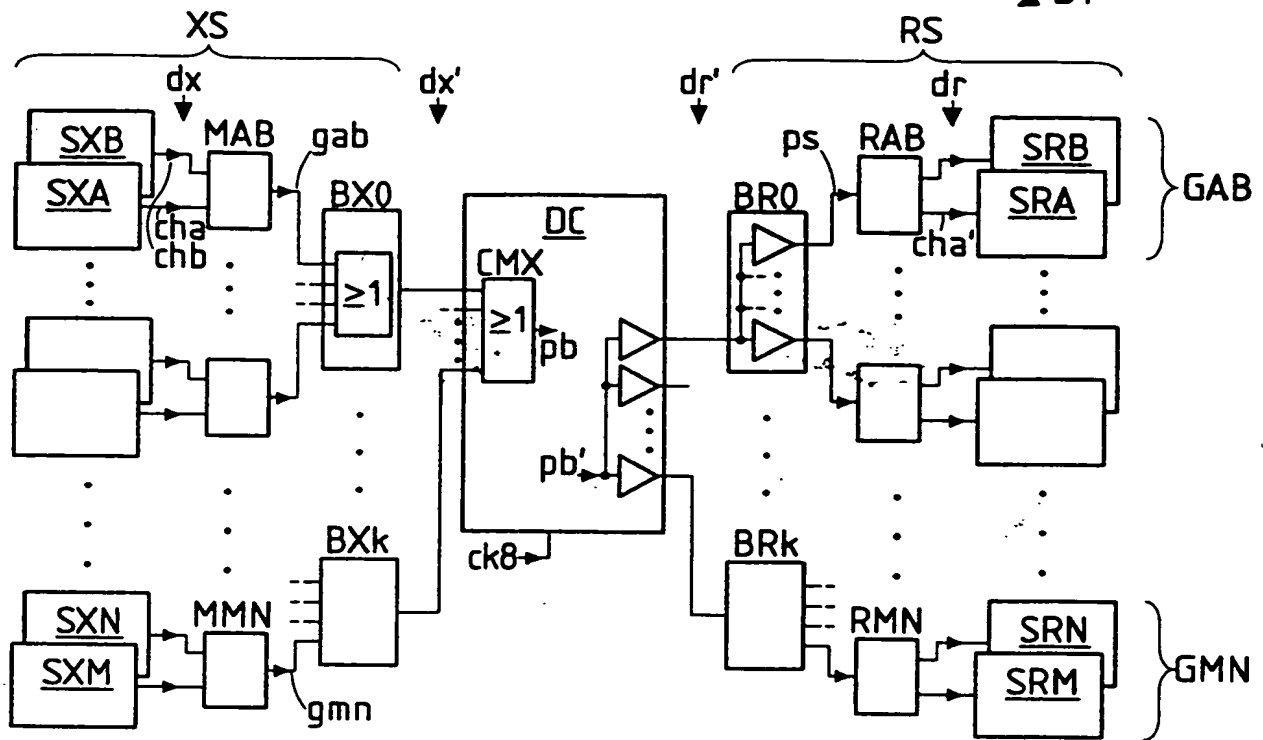 XS
RS
dx
dx'
dr'
dr
SXB
SXA
MAB
gab
cha
chb
BX0
≥1
DC
CMX
≥1
pb
pb'
BR0
ps
RAB
cha'
SRB
SRA
GAB
ck8
BXk
BRk
SXN
SXM
MMN
gmn
RMN
SRN
SRM
GMN